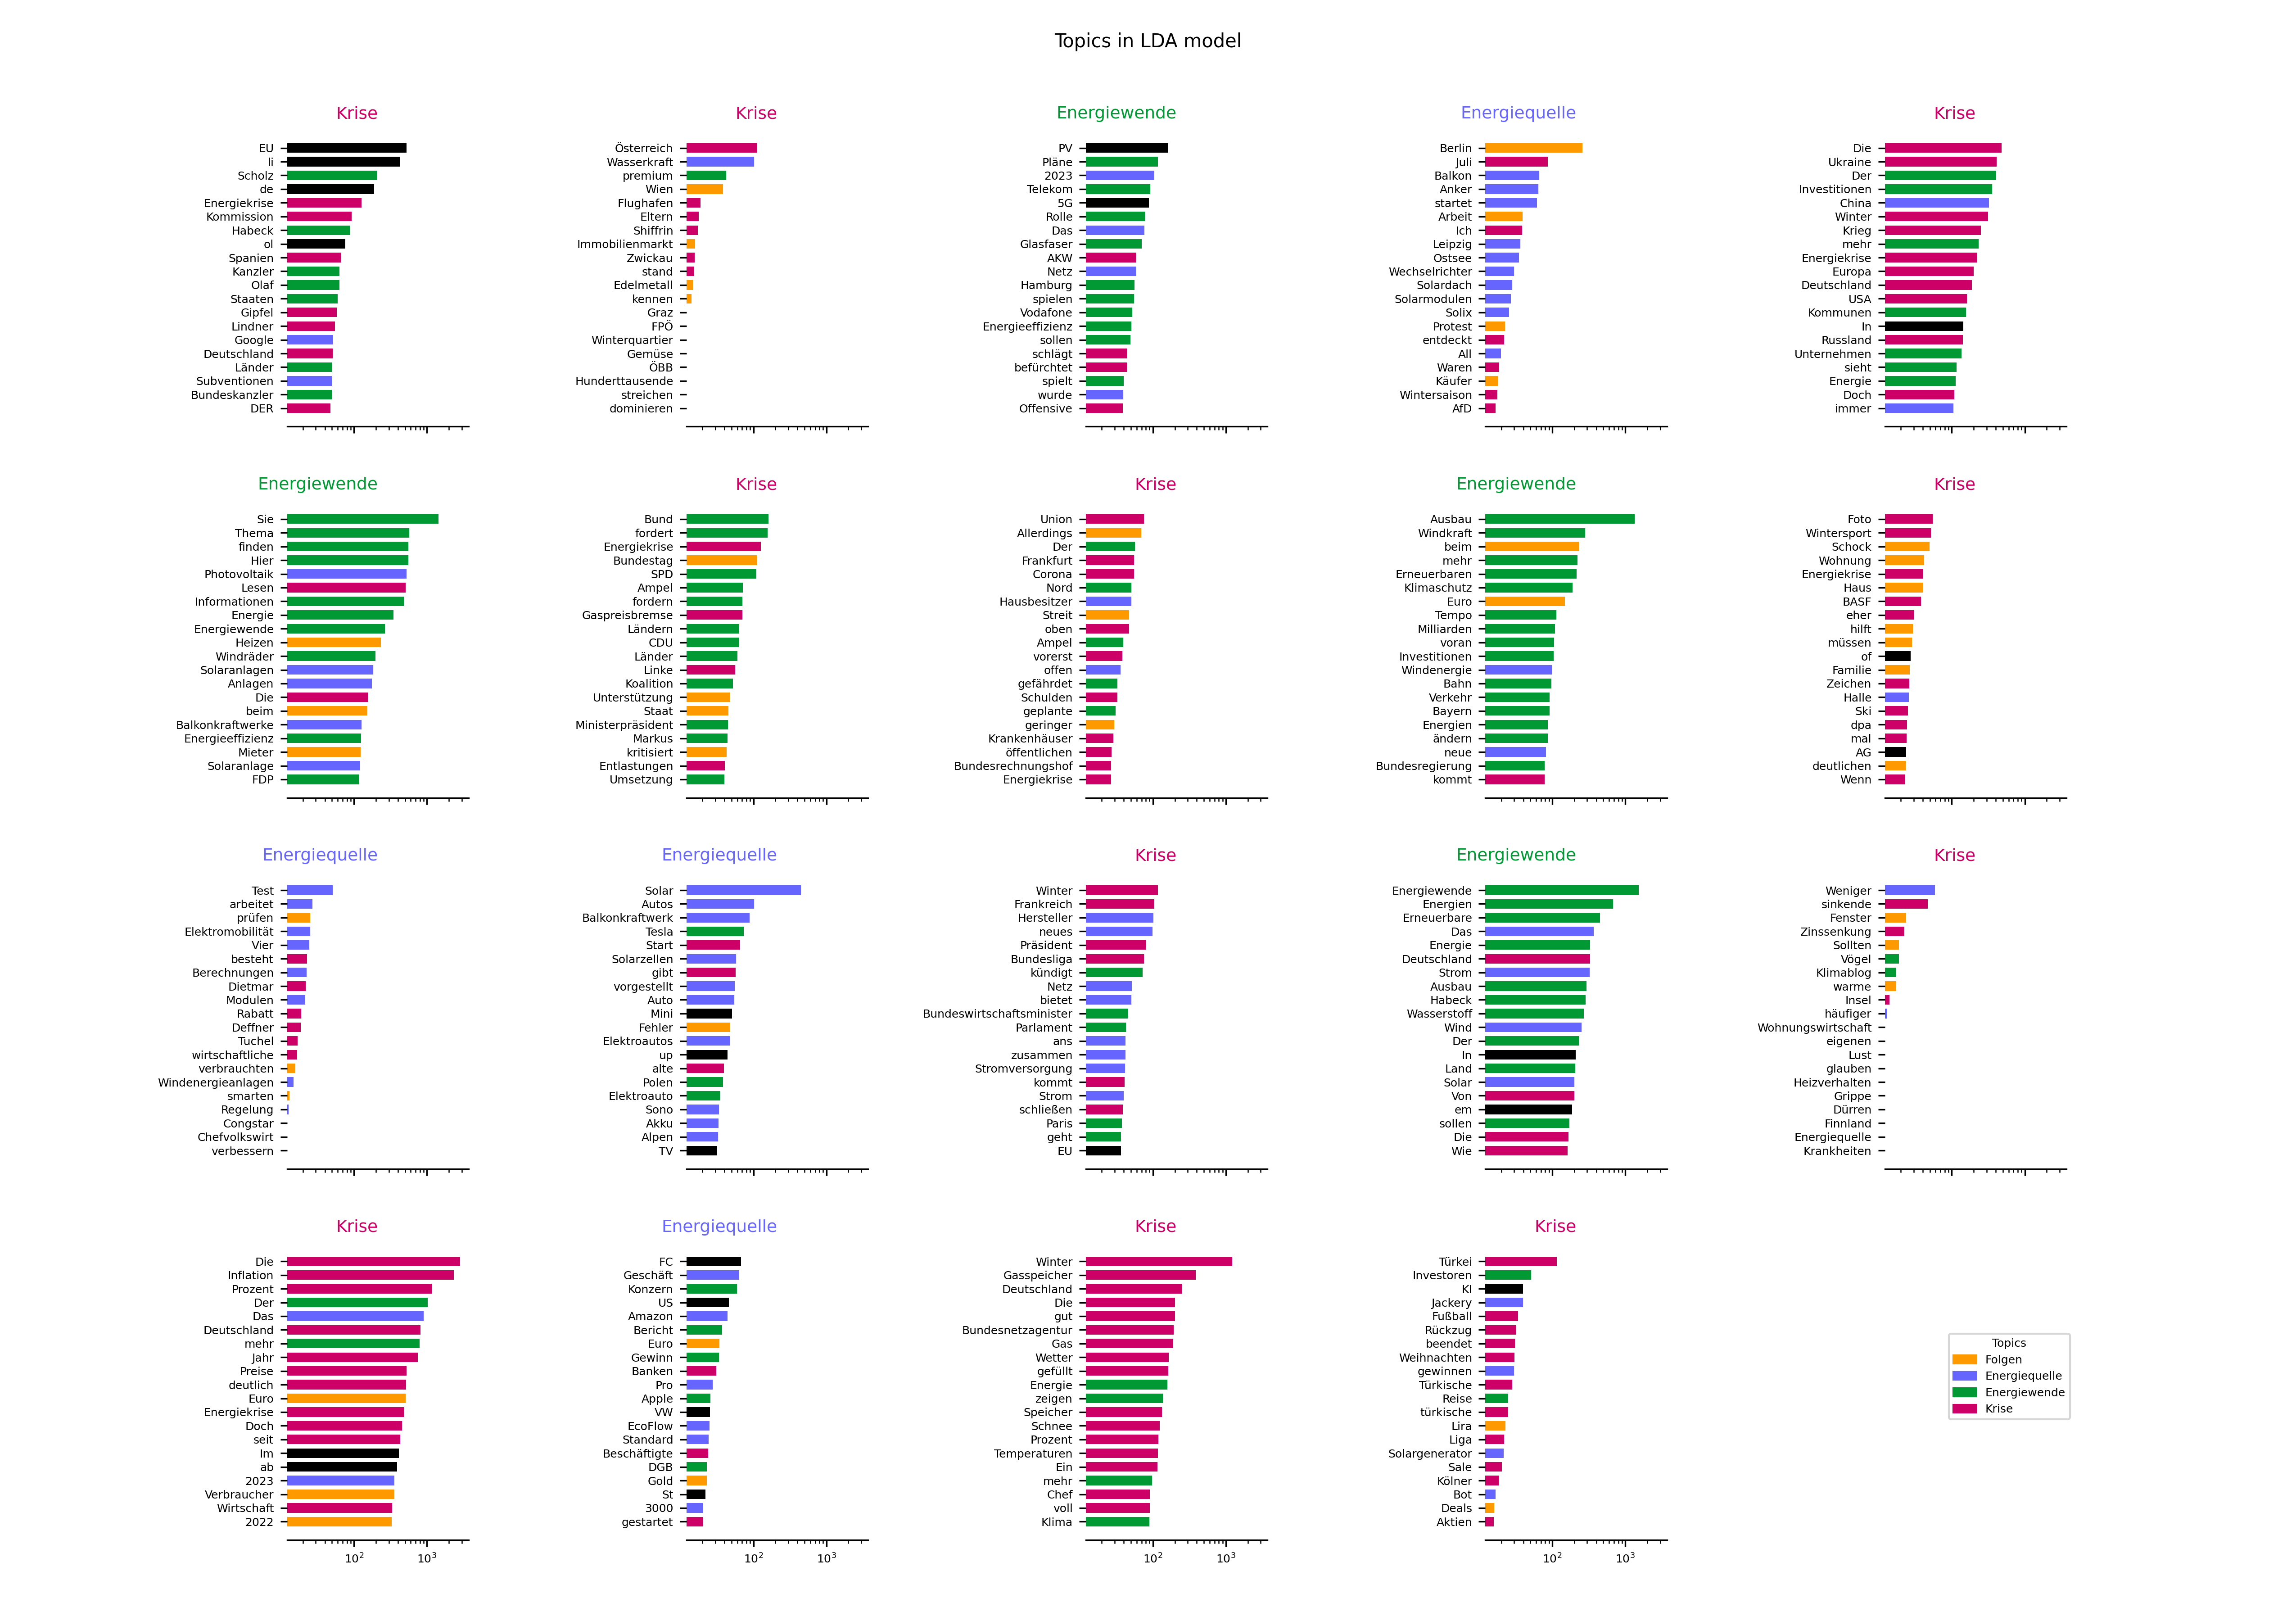 Topics in LDA model
Krise
EU
li
Scholz
de
Energiekrise
Kommission
Habeck
ol
Spanien
Kanzler
Olaf
Staaten
Gipfel
Lindner
Google
Deutschland
Länder
Subventionen
Bundeskanzler
DER
Krise
Österreich
Wasserkraft
premium
Wien
Flughafen
Eltern
Shiffrin
Immobilienmarkt
Zwickau
stand
Edelmetall
kennen
Graz
FPÖ
Winterquartier
Gemüse
ÖBB
Hunderttausende
streichen
dominieren
Energiewende
PV
Pläne
2023
Telekom
5G
Rolle
Das
Glasfaser
AKW
Netz
Hamburg
spielen
Vodafone
Energieeffizienz
sollen
schlägt
befürchtet
spielt
wurde
Offensive
Energiequelle
Berlin
Juli
Balkon
Anker
startet
Arbeit
Ich
Leipzig
Ostsee
Wechselrichter
Solardach
Solarmodulen
Solix
Protest
entdeckt
All
Waren
Käufer
Wintersaison
AfD
Krise
Die
Ukraine
Der
Investitionen
China
Winter
Krieg
mehr
Energiekrise
Europa
Deutschland
USA
Kommunen
In
Russland
Unternehmen
sieht
Energie
Doch
immer
Energiewende
Sie
Thema
finden
Hier
Photovoltaik
Lesen
Informationen
Energie
Energiewende
Heizen
Windräder
Solaranlagen
Anlagen
Die
beim
Balkonkraftwerke
Energieeffizienz
Mieter
Solaranlage
FDP
Krise
Bund
fordert
Energiekrise
Bundestag
SPD
Ampel
fordern
Gaspreisbremse
Ländern
CDU
Länder
Linke
Koalition
Unterstützung
Staat
Ministerpräsident
Markus
kritisiert
Entlastungen
Umsetzung
Krise
Union
Allerdings
Der
Frankfurt
Corona
Nord
Hausbesitzer
Streit
oben
Ampel
vorerst
offen
gefährdet
Schulden
geplante
geringer
Krankenhäuser
öffentlichen
Bundesrechnungshof
Energiekrise
Energiewende
Ausbau
Windkraft
beim
mehr
Erneuerbaren
Klimaschutz
Euro
Tempo
Milliarden
voran
Investitionen
Windenergie
Bahn
Verkehr
Bayern
Energien
ändern
neue
Bundesregierung
kommt
Krise
Foto
Wintersport
Schock
Wohnung
Energiekrise
Haus
BASF
eher
hilft
müssen
of
Familie
Zeichen
Halle
Ski
dpa
mal
AG
deutlichen
Wenn
Energiequelle
Test
arbeitet
prüfen
Elektromobilität
Vier
besteht
Berechnungen
Dietmar
Modulen
Rabatt
Deffner
Tuchel
wirtschaftliche
verbrauchten
Windenergieanlagen
smarten
Regelung
Congstar
Chefvolkswirt
verbessern
Energiequelle
Solar
Autos
Balkonkraftwerk
Tesla
Start
Solarzellen
gibt
vorgestellt
Auto
Mini
Fehler
Elektroautos
up
alte
Polen
Elektroauto
Sono
Akku
Alpen
TV
Krise
Winter
Frankreich
Hersteller
neues
Präsident
Bundesliga
kündigt
Netz
bietet
Bundeswirtschaftsminister
Parlament
ans
zusammen
Stromversorgung
kommt
Strom
schließen
Paris
geht
EU
Energiewende
Energiewende
Energien
Erneuerbare
Das
Energie
Deutschland
Strom
Ausbau
Habeck
Wasserstoff
Wind
Der
In
Land
Solar
Von
em
sollen
Die
Wie
Krise
Weniger
sinkende
Fenster
Zinssenkung
Sollten
Vögel
Klimablog
warme
Insel
häufiger
Wohnungswirtschaft
eigenen
Lust
glauben
Heizverhalten
Grippe
Dürren
Finnland
Energiequelle
Krankheiten
Krise
Die
Inflation
Prozent
Der
Das
Deutschland
mehr
Jahr
Preise
deutlich
Euro
Energiekrise
Doch
seit
Im
ab
2023
Verbraucher
Wirtschaft
2022
10² 10³
Energiequelle
FC
Geschäft
Konzern
US
Amazon
Bericht
Euro
Gewinn
Banken
Pro
Apple
VW
EcoFlow
Standard
Beschäftigte
DGB
Gold
St
3000
gestartet
10² 10³
Krise
Winter
Gasspeicher
Deutschland
Die
gut
Bundesnetzagentur
Gas
Wetter
gefüllt
Energie
zeigen
Speicher
Schnee
Prozent
Temperaturen
Ein
mehr
Chef
voll
Klima
10² 10³
Krise
Türkei
Investoren
KI
Jackery
Fußball
Rückzug
beendet
Weihnachten
gewinnen
Türkische
Reise
türkische
Lira
Liga
Solargenerator
Sale
Kölner
Bot
Deals
Aktien
10² 10³
Topics
Folgen
Energiequelle
Energiewende
Krise